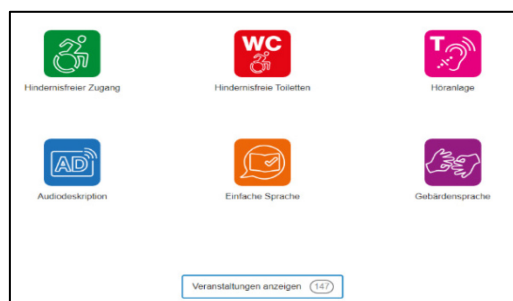 WC
T
Hindernisfreier Zugang
Hindernisfreie Toiletten
Höranlage
AD
Audiodeskription
Einfache Sprache
Gebärdensprache
Veranstaltungen anzeigen 147